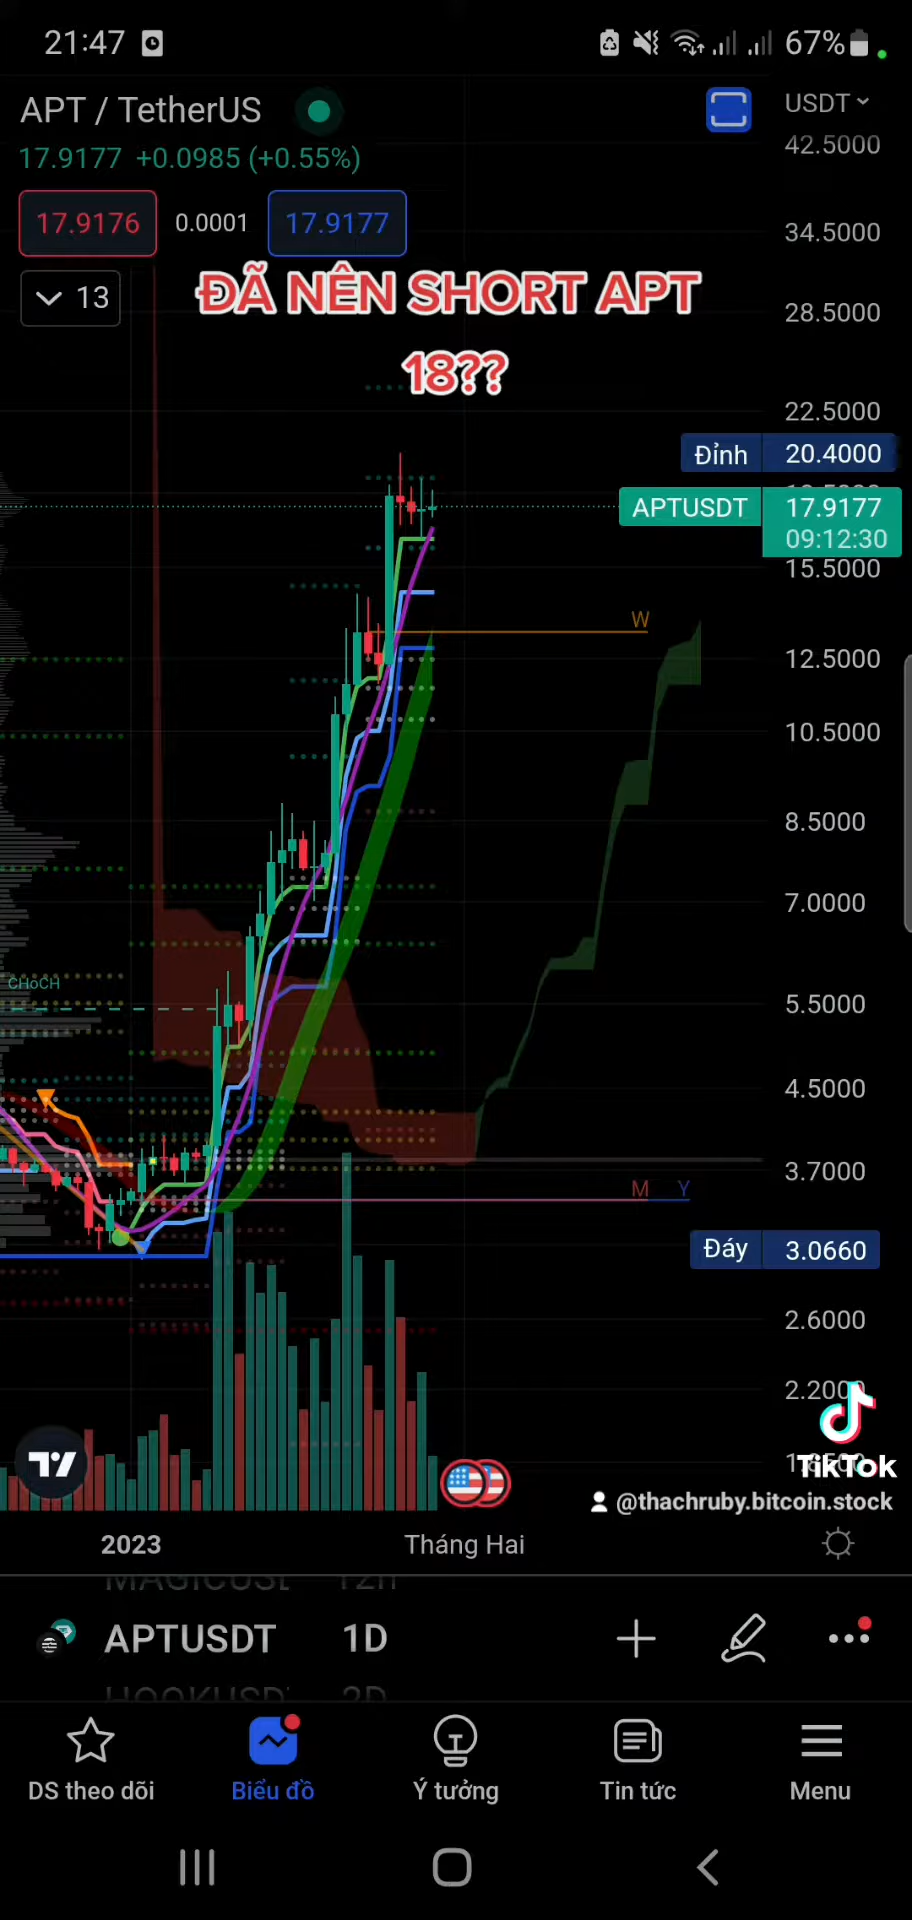 21:47
67%
APT / TetherUS
USDT
17.9177 +0.0985 (+0.55%)
42.5000
17.9176
0.0001
17.9177
34.5000
13
ĐÃ NÊN SHORT APT
18??
28.5000
22.5000
Đỉnh
20.4000
APTUSDT
17.9177
09:12:30
15.5000
W
12.5000
10.5000
8.5000
7.0000
CHoCH
5.5000
4.5000
3.7000
M
Y
Đáy
3.0660
2.6000
2.2000
TikTok
@thachruby.bitcoin.stock
2023
Tháng Hai
APTUSDT
1D
DS theo dõi
Biểu đồ
Ý tưởng
Tin tức
Menu